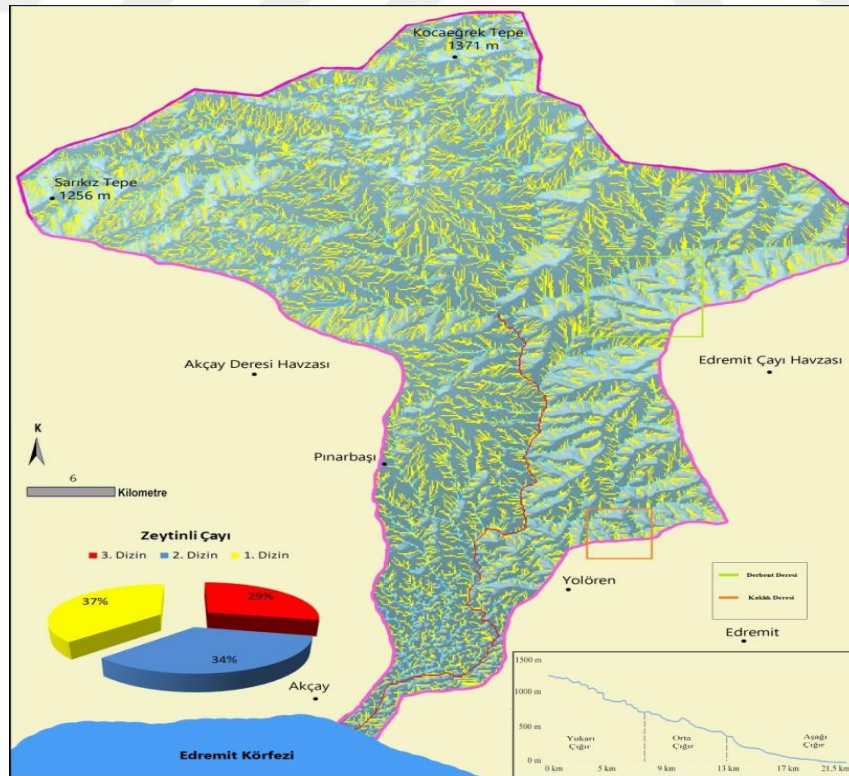 Kocaeğrek Tepe
1371 m
Sarıkız Tepe
1256 m
Akçay Deresi Havzası
Edremit Çayı Havzası
K
Pınarbaşı
6
Kilometre
Zeytinli Çayı
3. Dizin 2. Dizin 1. Dizin
37%
29%
34%
Yolören
Derbent Deresi
Kızıllık Deresi
Edremit
Akçay
Edremit Körfezi
1500 m
1000 m
500 m
0 m
Yukarı
Çığır
Orta
Çığır
Aşağı
Çığır
0 km 5 km 9 km 13 km 17 km 21.5 km